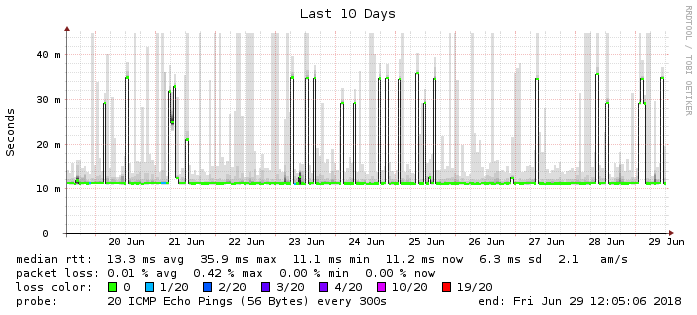 Last 10 Days
RRDTOOL / TOBI OETIKER
Seconds
40 m
30 m
20 m
10 m
0
20 Jun 21 Jun 22 Jun 23 Jun 24 Jun 25 Jun 26 Jun 27 Jun 28 Jun 29 Jun
median rtt: 13.3 ms avg 35.9 ms max 11.1 ms min 11.2 ms now 6.3 ms sd 2.1 am/s
packet loss: 0.01 % avg 0.42 % max 0.00 % min 0.00 % now
loss color: 0 1/20 2/20 3/20 4/20 10/20 19/20
probe: 20 ICMP Echo Pings (56 Bytes) every 300s end: Fri Jun 29 12:05:06 2018